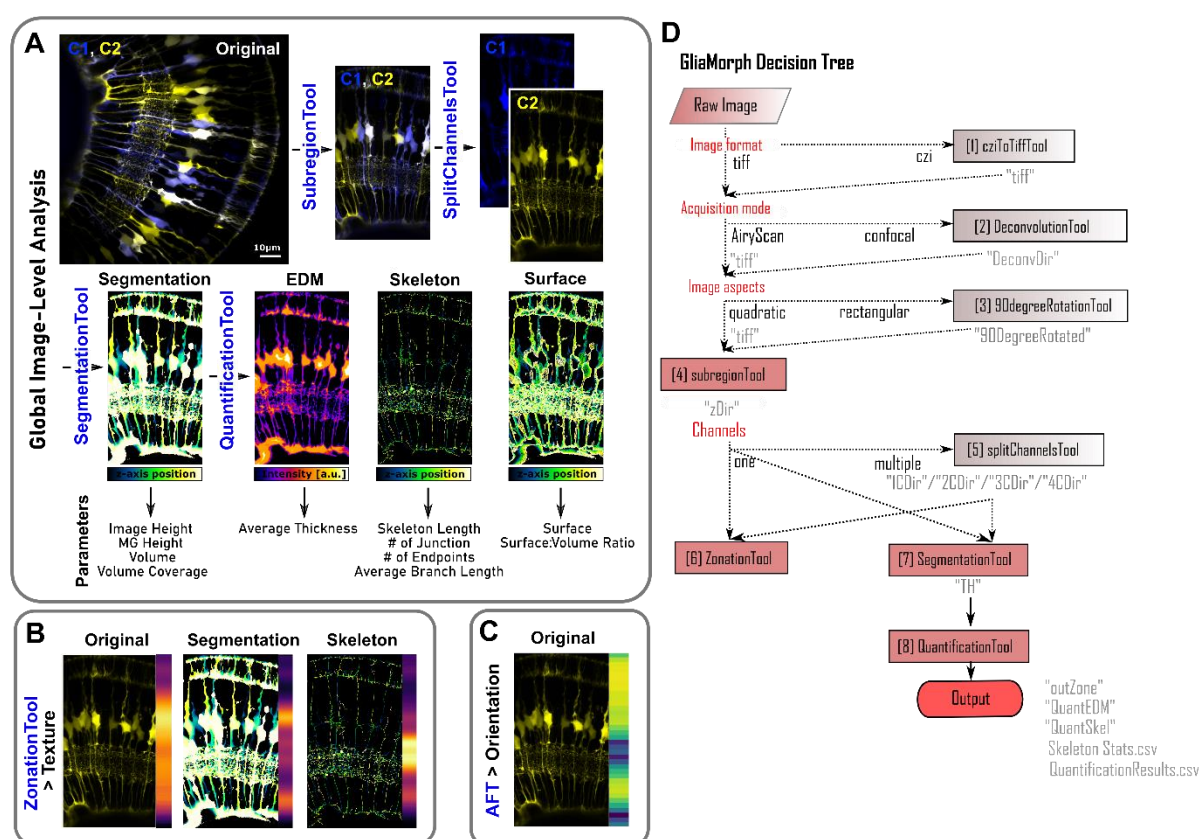 A
C1, C2
Original
10µm
SubregionTool
C1, C2
SplitChannelsTool
C1
C2
Global Image-Level Analysis
SegmentationTool
Segmentation
z-axis position
QuantificationTool
EDM
Intensity [a.u.]
Skeleton
z-axis position
Surface
z-axis position
Parameters
Image Height
MG Height
Volume
Volume Coverage
Average Thickness
Skeleton Length
# of Junction
# of Endpoints
Average Branch Length
Surface
Surface:Volume Ratio
B
ZonationTool
> Texture
Original
Segmentation
Skeleton
C
AFT > Orientation
Original
D
GliaMorph Decision Tree
Raw Image
Image format
tiff
czi
[1] cziToTiffTool
"tiff"
Acquisition mode
AiryScan
confocal
[2] DeconvolutionTool
"tiff"
"DeconvDir"
Image aspects
quadratic
rectangular
[3] 90degreeRotationTool
"tiff"
"90DegreeRotated"
[4] subregionTool
"zDir"
Channels
one
multiple
[5] splitChannelsTool
"1CDir"/"2CDir"/"3CDir"/"4CDir"
[6] ZonationTool
[7] SegmentationTool
"TH"
[8] QuantificationTool
Output
"outZone"
"QuantEDM"
"QuantSkel"
Skeleton Stats.csv
QuantificationResults.csv